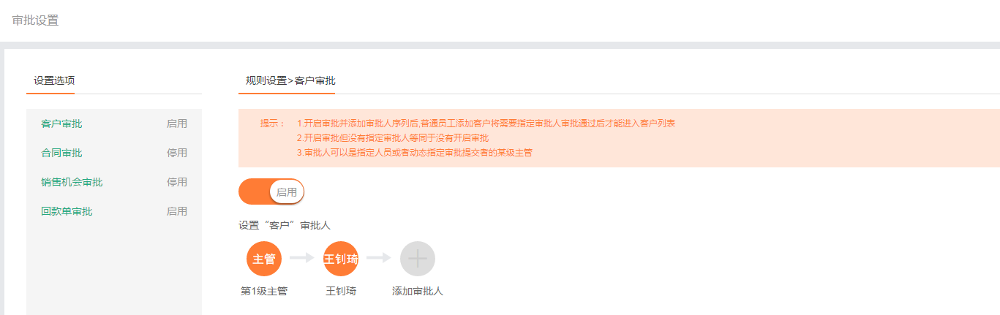 审批设置
设置选项
客户审批 启用
合同审批 停用
销售机会审批 停用
回款单审批 启用
规则设置>客户审批
提示： 1.开启审批并添加审批人序列后,普通员工添加客户将需要指定审批人审批通过后才能进入客户列表
2.开启审批但没有指定审批人等同于没有开启审批
3.审批人可以是指定人员或者动态指定审批提交者的某级主管
启用
设置“客户”审批人
主管 王钊琦
第1级主管 王钊琦 添加审批人